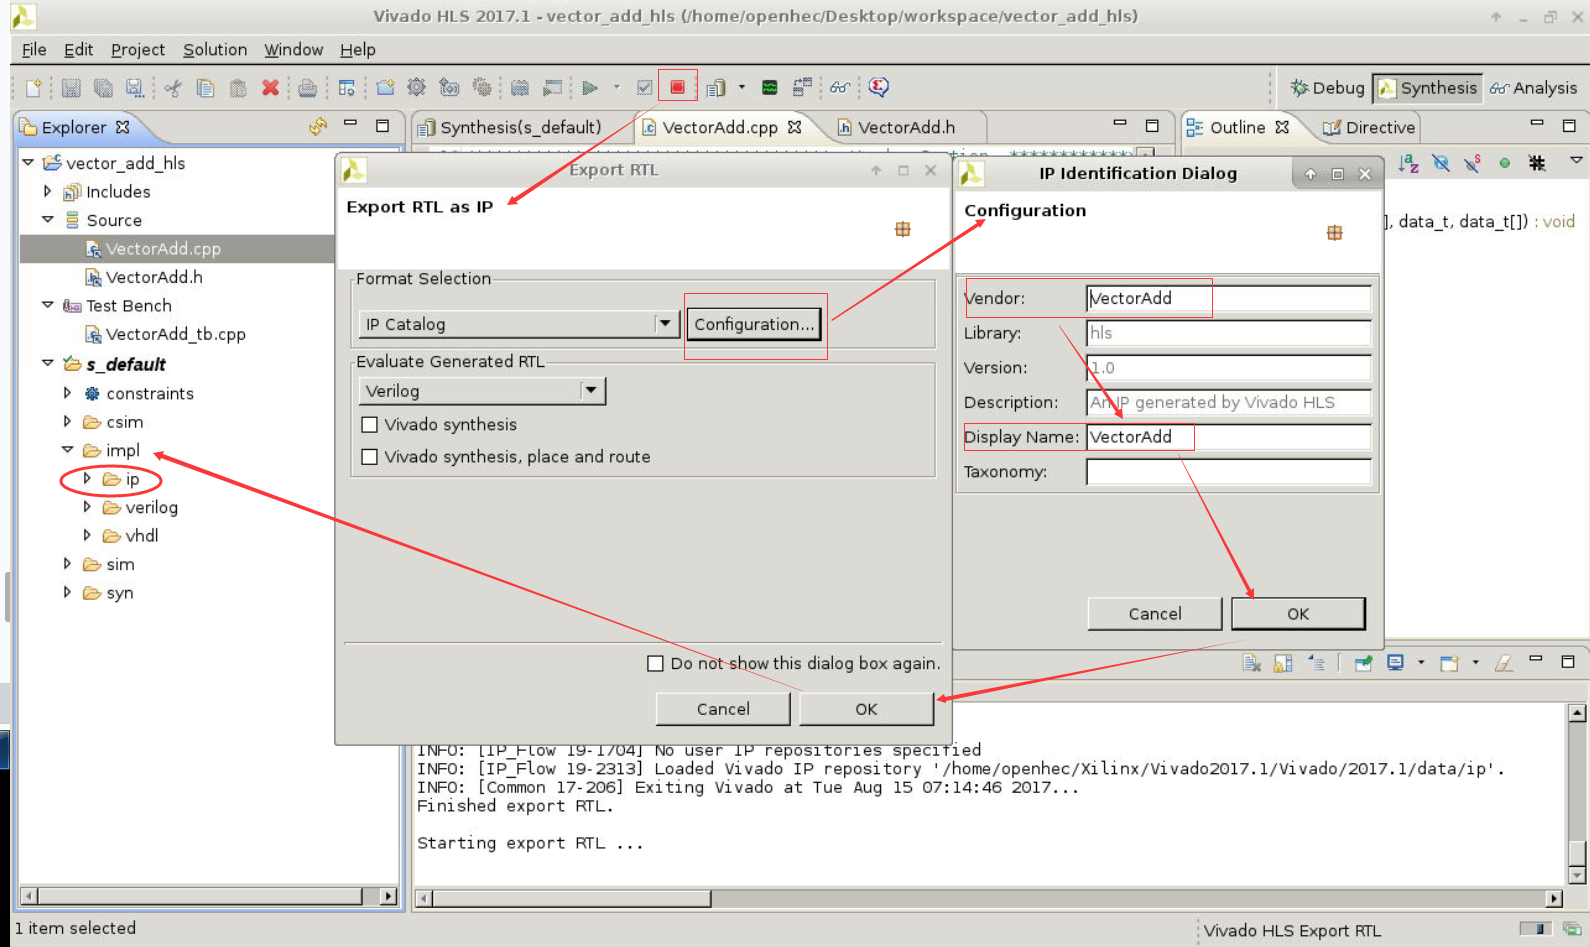 Vivado HLS 2017.1 - vector_add_hls (/home/openhec/Desktop/workspace/vector_add_hls)
File Edit Project Solution Window Help
Debug Synthesis Analysis
Explorer
Synthesis(s_default) VectorAdd.cpp VectorAdd.h
Outline Directive
vector_add_hls
Includes
Source
VectorAdd.cpp
VectorAdd.h
Test Bench
VectorAdd_tb.cpp
s_default
constraints
csim
impl
ip
verilog
vhdl
sim
syn
Export RTL
Export RTL as IP
Format Selection
IP Catalog Configuration...
Evaluate Generated RTL
Verilog
Vivado synthesis
Vivado synthesis, place and route
Do not show this dialog box again.
Cancel OK
IP Identification Dialog
Configuration
Vendor: VectorAdd
Library: hls
Version: 1.0
Description: An IP generated by Vivado HLS
Display Name: VectorAdd
Taxonomy:
Cancel OK
], data_t, data_t[]) : void
INFO: [IP_Flow 19-1704] No user IP repositories specified
INFO: [IP_Flow 19-2313] Loaded Vivado IP repository '/home/openhec/Xilinx/Vivado2017.1/Vivado/2017.1/data/ip'.
INFO: [Common 17-206] Exiting Vivado at Tue Aug 15 07:14:46 2017...
Finished export RTL.
Starting export RTL ...
1 item selected
Vivado HLS Export RTL